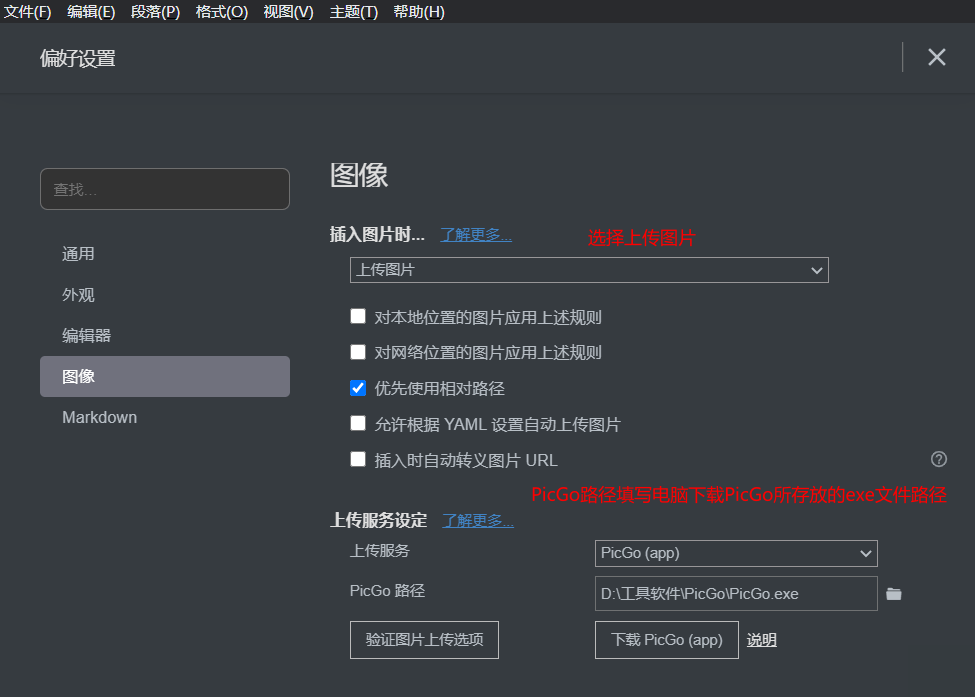 文件(F) 编辑(E) 段落(P) 格式(O) 视图(V) 主题(T) 帮助(H)
偏好设置
查找...
通用
外观
编辑器
图像
Markdown
图像
插入图片时... 了解更多... 选择上传图片
上传图片
对本地位置的图片应用上述规则
对网络位置的图片应用上述规则
优先使用相对路径
允许根据 YAML 设置自动上传图片
插入时自动转义图片 URL
PicGo路径填写电脑下载PicGo所存放的exe文件路径
上传服务设定 了解更多...
上传服务 PicGo (app)
PicGo 路径 D:\工具软件\PicGo\PicGo.exe
验证图片上传选项 下载 PicGo (app) 说明